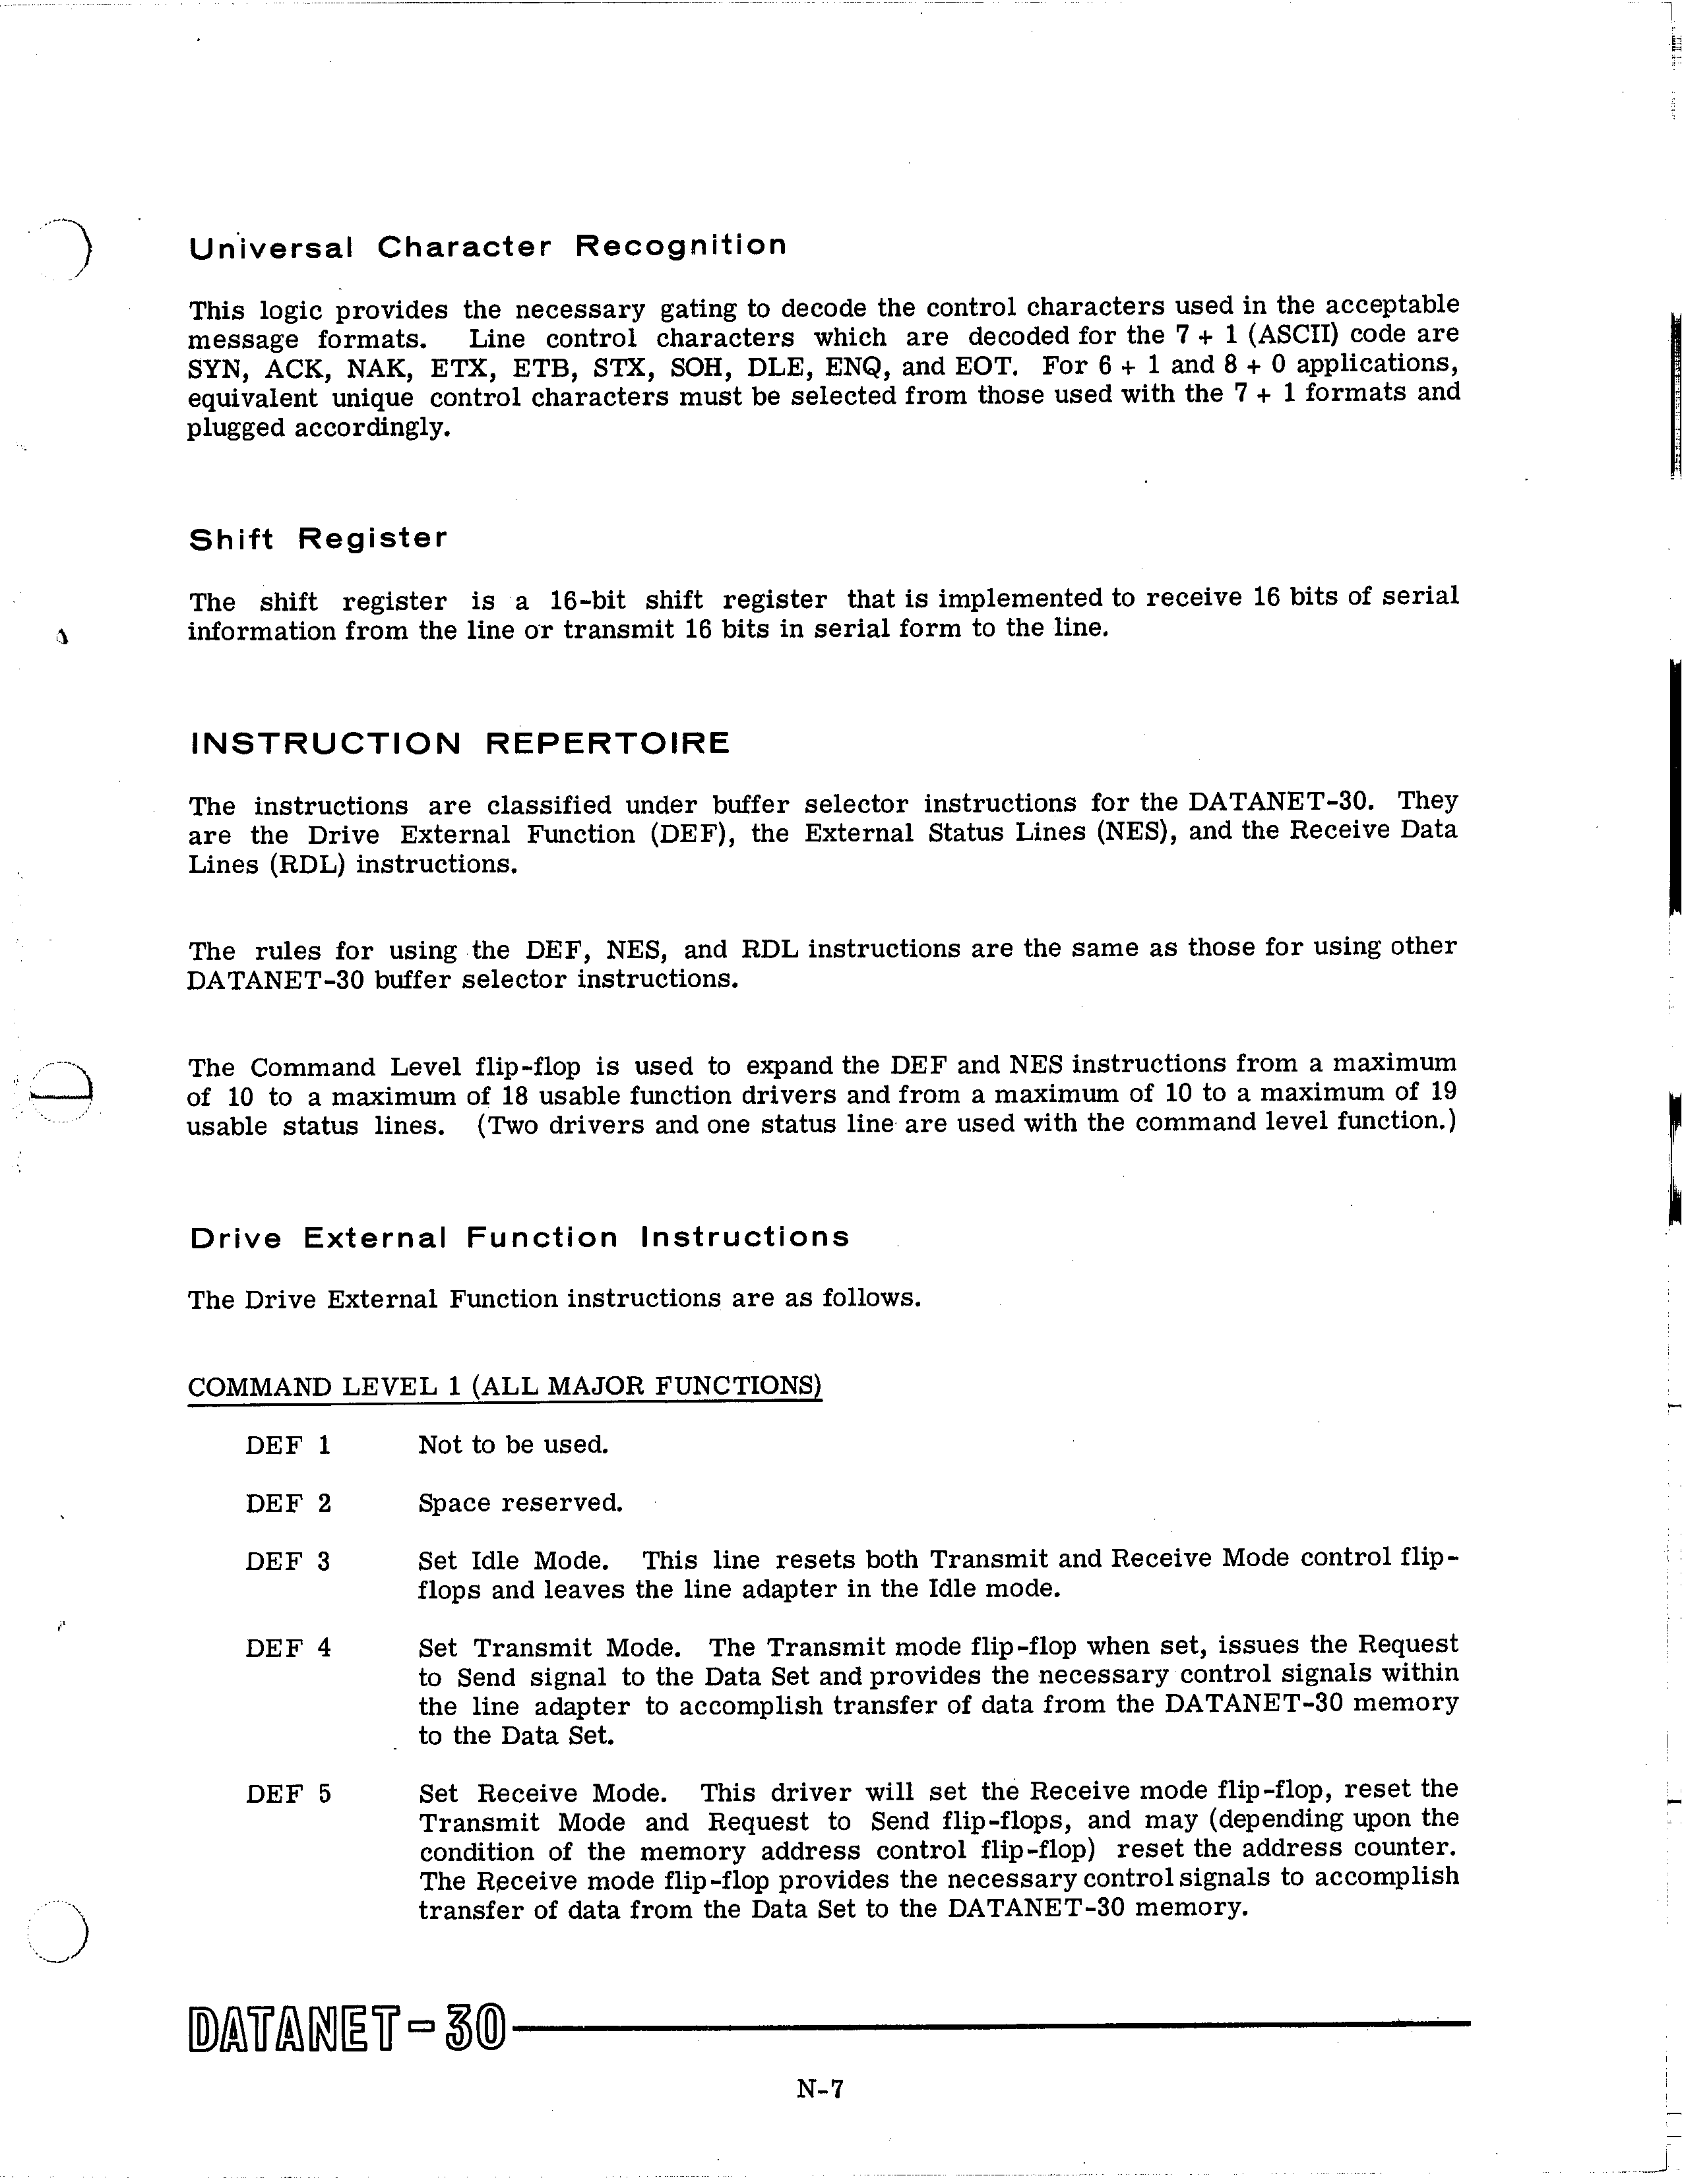 Universal Character Recognition
This logic provides the necessary gating to decode the control characters used in the acceptable
message formats. Line control characters which are decoded for the 7 + 1 (ASCII) code are
SYN, ACK, NAK, ETX, ETB, STX, SOH, DLE, ENQ, and EOT. For 6 + 1 and 8 + 0 applications,
equivalent unique control characters must be selected from those used with the 7 + 1 formats and
plugged accordingly.
Shift Register
The shift register is a 16-bit shift register that is implemented to receive 16 bits of serial
information from the line or transmit 16 bits in serial form to the line.
INSTRUCTION REPERTOIRE
The instructions are classified under buffer selector instructions for the DATANET-30. They
are the Drive External Function (DEF), the External Status Lines (NES), and the Receive Data
Lines (RDL) instructions.
The rules for using the DEF, NES, and RDL instructions are the same as those for using other
DATANET-30 buffer selector instructions.
The Command Level flip-flop is used to expand the DEF and NES instructions from a maximum
of 10 to a maximum of 18 usable function drivers and from a maximum of 10 to a maximum of 19
usable status lines. (Two drivers and one status line are used with the command level function.)
Drive External Function Instructions
The Drive External Function instructions are as follows.
COMMAND LEVEL 1 (ALL MAJOR FUNCTIONS)
DEF 1 Not to be used.
DEF 2 Space reserved.
DEF 3 Set Idle Mode. This line resets both Transmit and Receive Mode control flip-
flops and leaves the line adapter in the Idle mode.
DEF 4 Set Transmit Mode. The Transmit mode flip-flop when set, issues the Request
to Send signal to the Data Set and provides the necessary control signals within
the line adapter to accomplish transfer of data from the DATANET-30 memory
to the Data Set.
DEF 5 Set Receive Mode. This driver will set the Receive mode flip-flop, reset the
Transmit Mode and Request to Send flip-flops, and may (depending upon the
condition of the memory address control flip-flop) reset the address counter.
The Receive mode flip-flop provides the necessary control signals to accomplish
transfer of data from the Data Set to the DATANET-30 memory.
DATANET-30
N-7